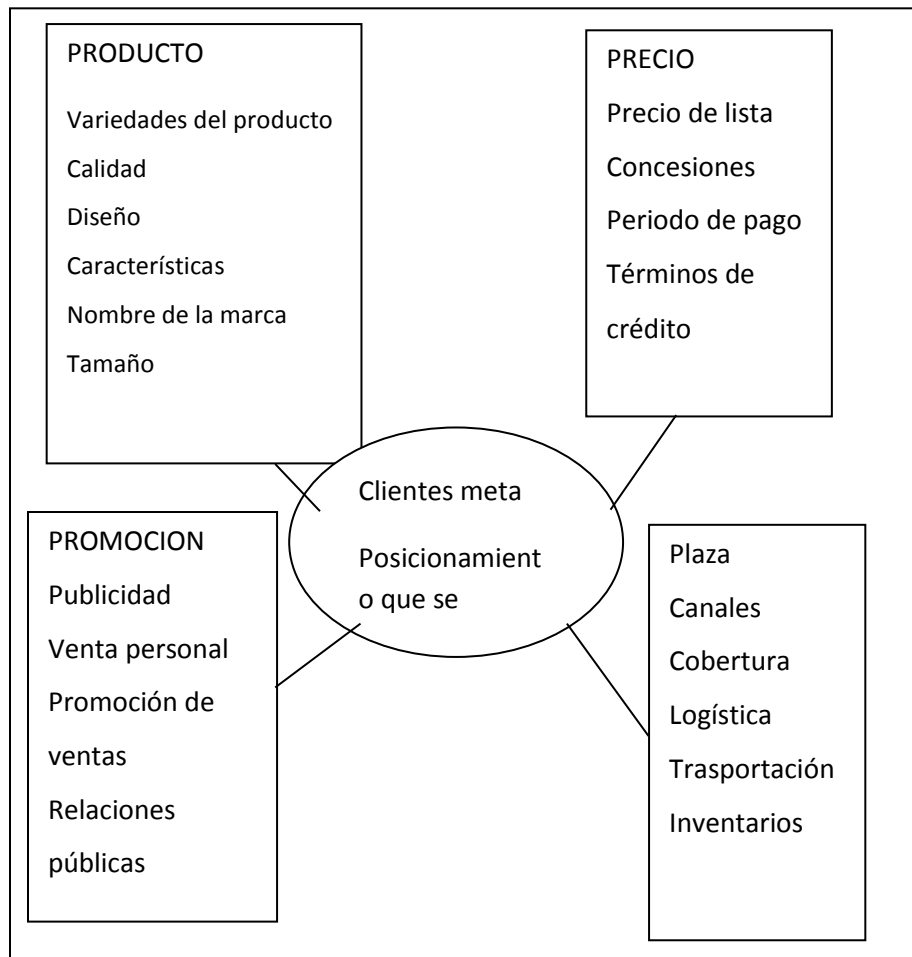 PRODUCTO
Variedades del producto
Calidad
Diseño
Características
Nombre de la marca
Tamaño
PRECIO
Precio de lista
Concesiones
Periodo de pago
Términos de
crédito
Clientes meta
Posicionamient
o que se
PROMOCION
Publicidad
Venta personal
Promoción de
ventas
Relaciones
públicas
Plaza
Canales
Cobertura
Logística
Trasportación
Inventarios